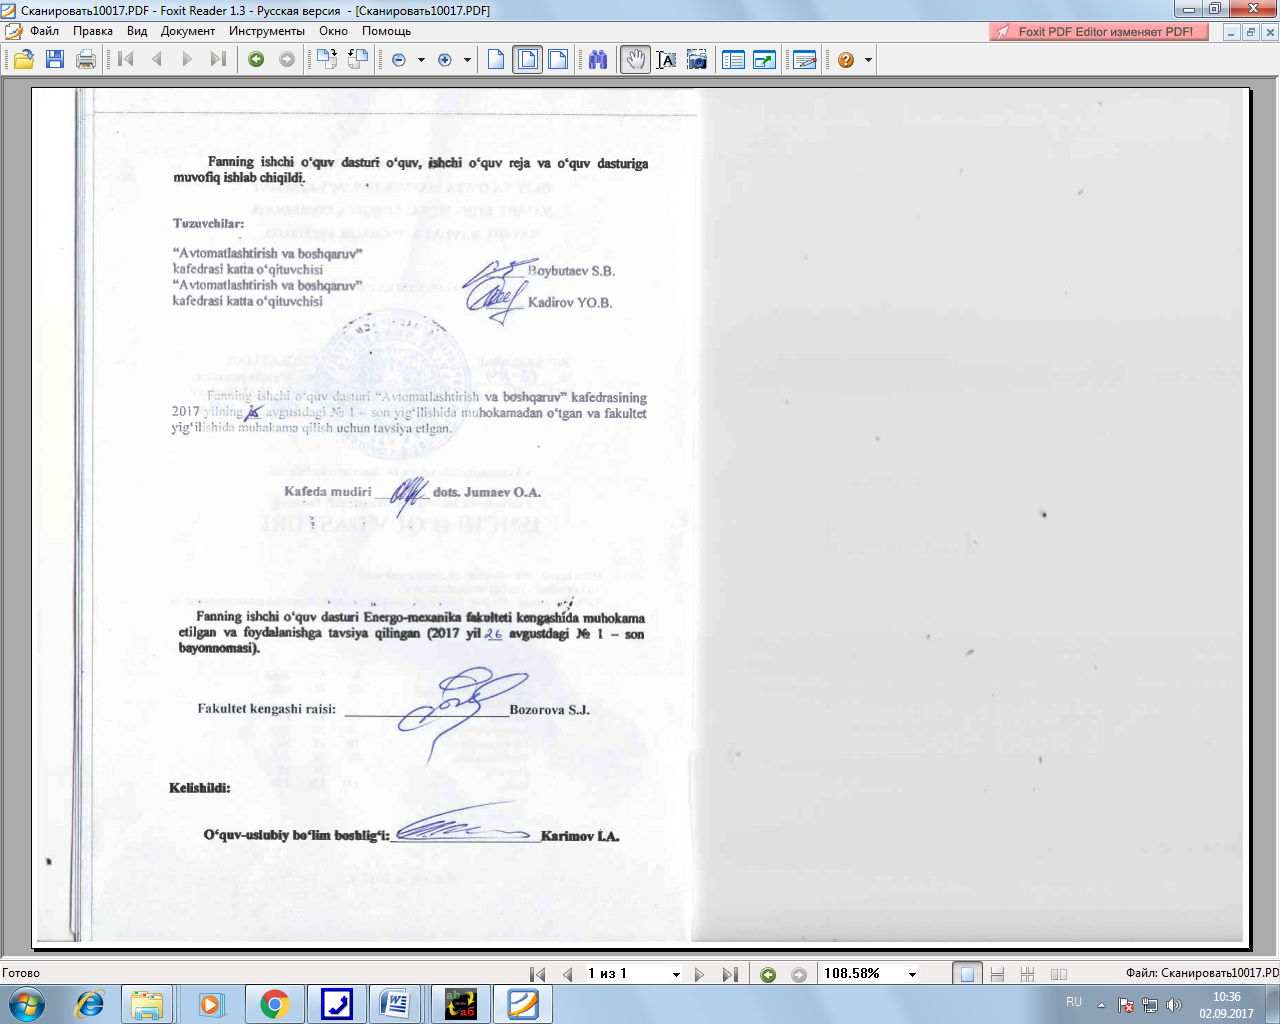 Сканировать10017.PDF - Foxit Reader 1.3 - Русская версия - [Сканировать10017.PDF]
Файл Правка Вид Документ Инструменты Окно Помощь
Foxit PDF Editor изменяет PDF!
Fanning ishchi o‘quv dasturi o‘quv, ishchi o‘quv reja va o‘quv dasturiga
muvofiq ishlab chiqildi.
Tuzuvchilar:
“Avtomatlashtirish va boshqaruv”
kafedrasi katta o‘qituvchisi Boybutaev S.B.
“Avtomatlashtirish va boshqaruv”
kafedrasi katta o‘qituvchisi Kadirov YO.B.
Fanning ishchi o‘quv dasturi “Avtomatlashtirish va boshqaruv” kafedrasining
2017 yilning avgustdagi № 1 – son yig‘ilishida muhokamadan o‘tgan va fakultet
yig‘ilishida muhakama qilish uchun tavsiya etlgan.
Kafeda mudiri dots. Jumaev O.A.
Fanning ishchi o‘quv dasturi Energo-mexanika fakulteti kengashida muhokama
etilgan va foydalanishga tavsiya qilingan (2017 yil 26 avgustdagi № 1 – son
bayonnomasi).
Fakultet kengashi raisi: Bozorova S.J.
Kelishildi:
O‘quv-uslubiy bo‘lim boshlig‘i: Karimov I.A.
Готово
1 из 1
108.58%
Файл: Сканировать10017.PD
RU
10:36
02.09.2017